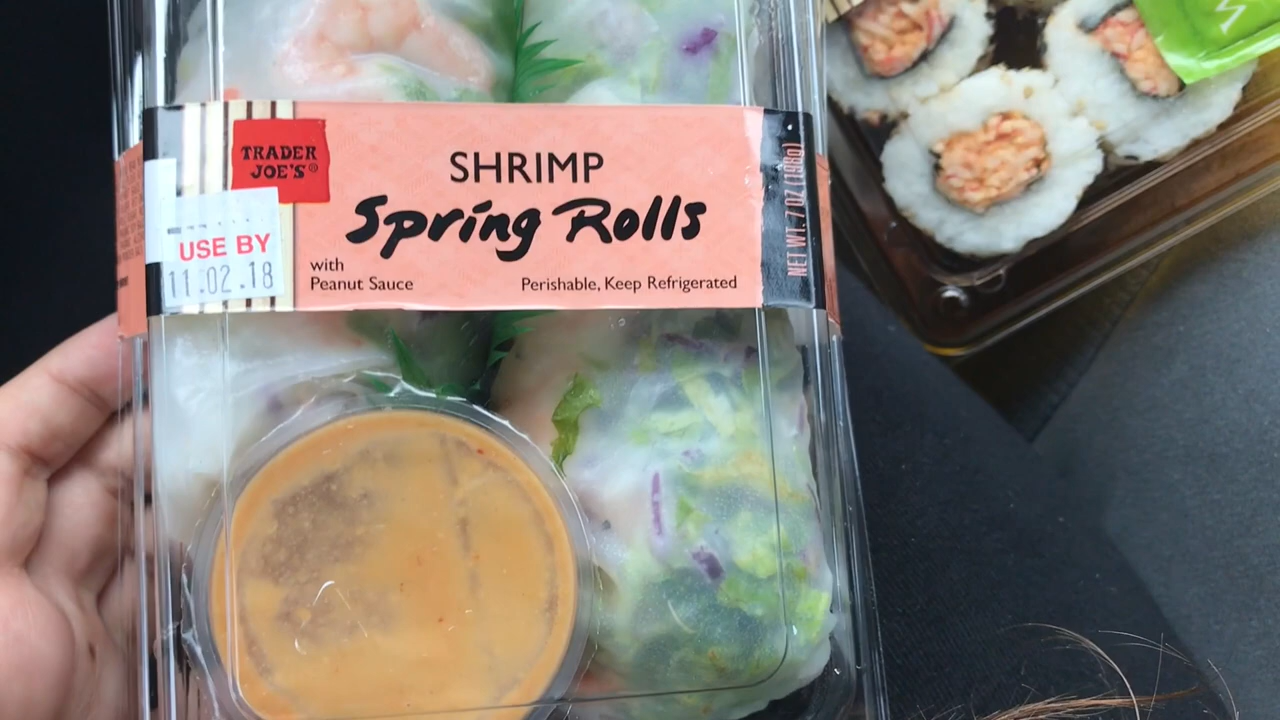 TRADER
JOE'S®
SHRIMP
Spring Rolls
with
Peanut Sauce
Perishable, Keep Refrigerated
USE BY
11.02.18
NET WT. 7 OZ (198g)